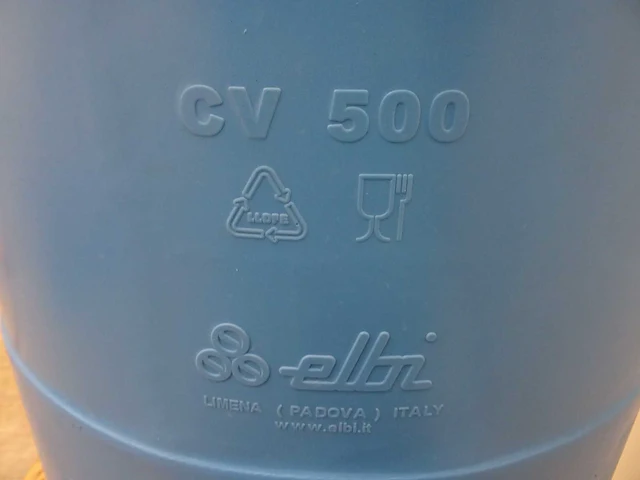 CV 500
LLDPE
elbi
LIMENA ( PADOVA ) ITALY
www.elbi.it